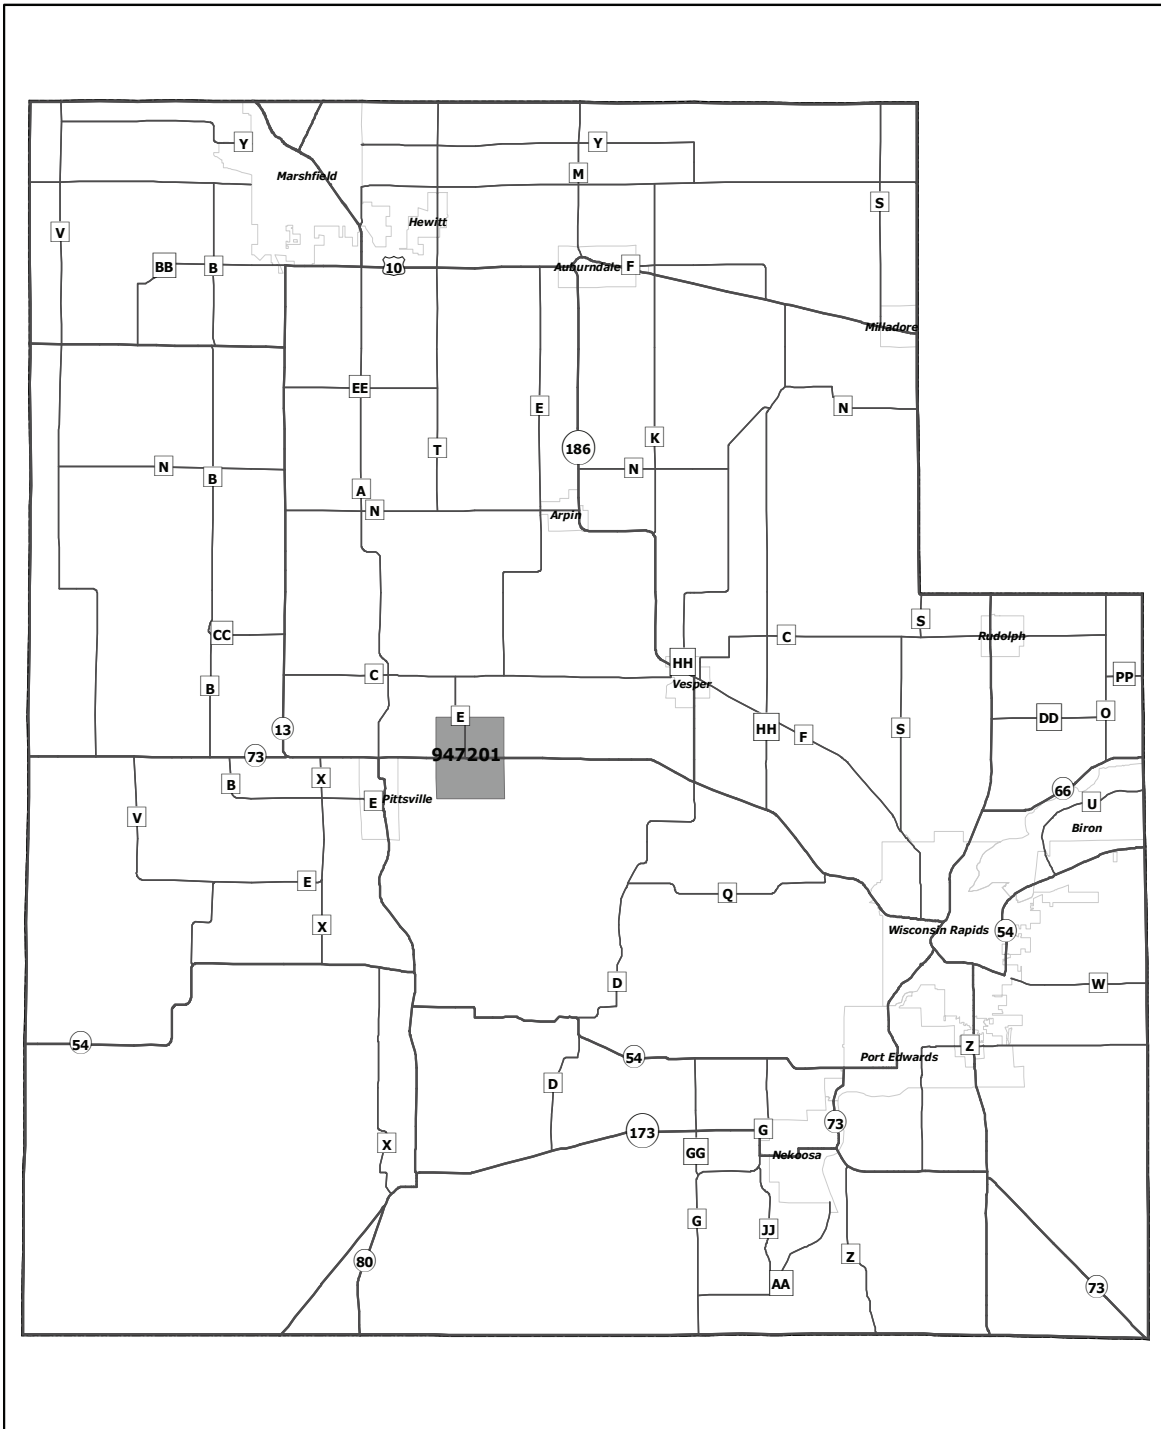 Y
Y
Marshfield
M
S
Hewitt
V
BB
B
10
Auburndale
F
Milladore
EE
E
N
T
K
186
N
B
N
A
N
Arpin
S
CC
C
Rudolph
HH
C
PP
Vesper
B
E
O
DD
13
HH
F
S
73
947201
X
B
66
E
Pittsville
U
V
Biron
E
Q
X
Wisconsin Rapids
54
D
W
54
Z
54
Port Edwards
D
73
173
G
X
GG
Nekoosa
G
JJ
Z
80
AA
73